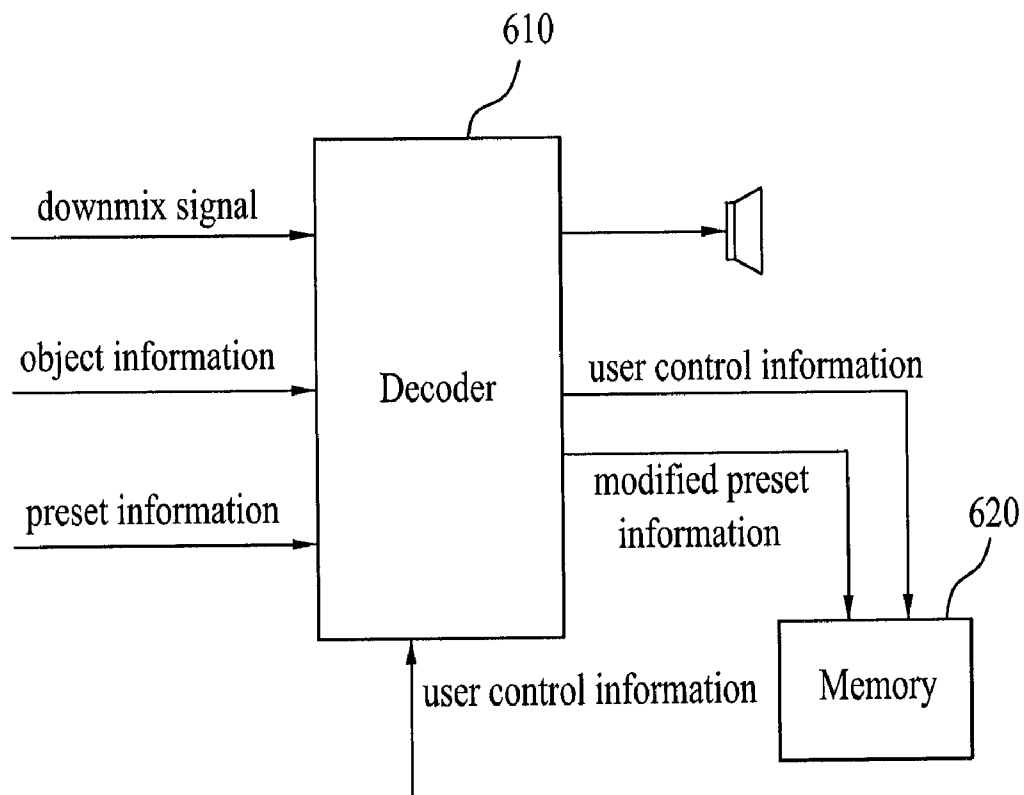 610
downmix signal
object information
Decoder
user control information
preset information
modified preset
information
620
user control information
Memory